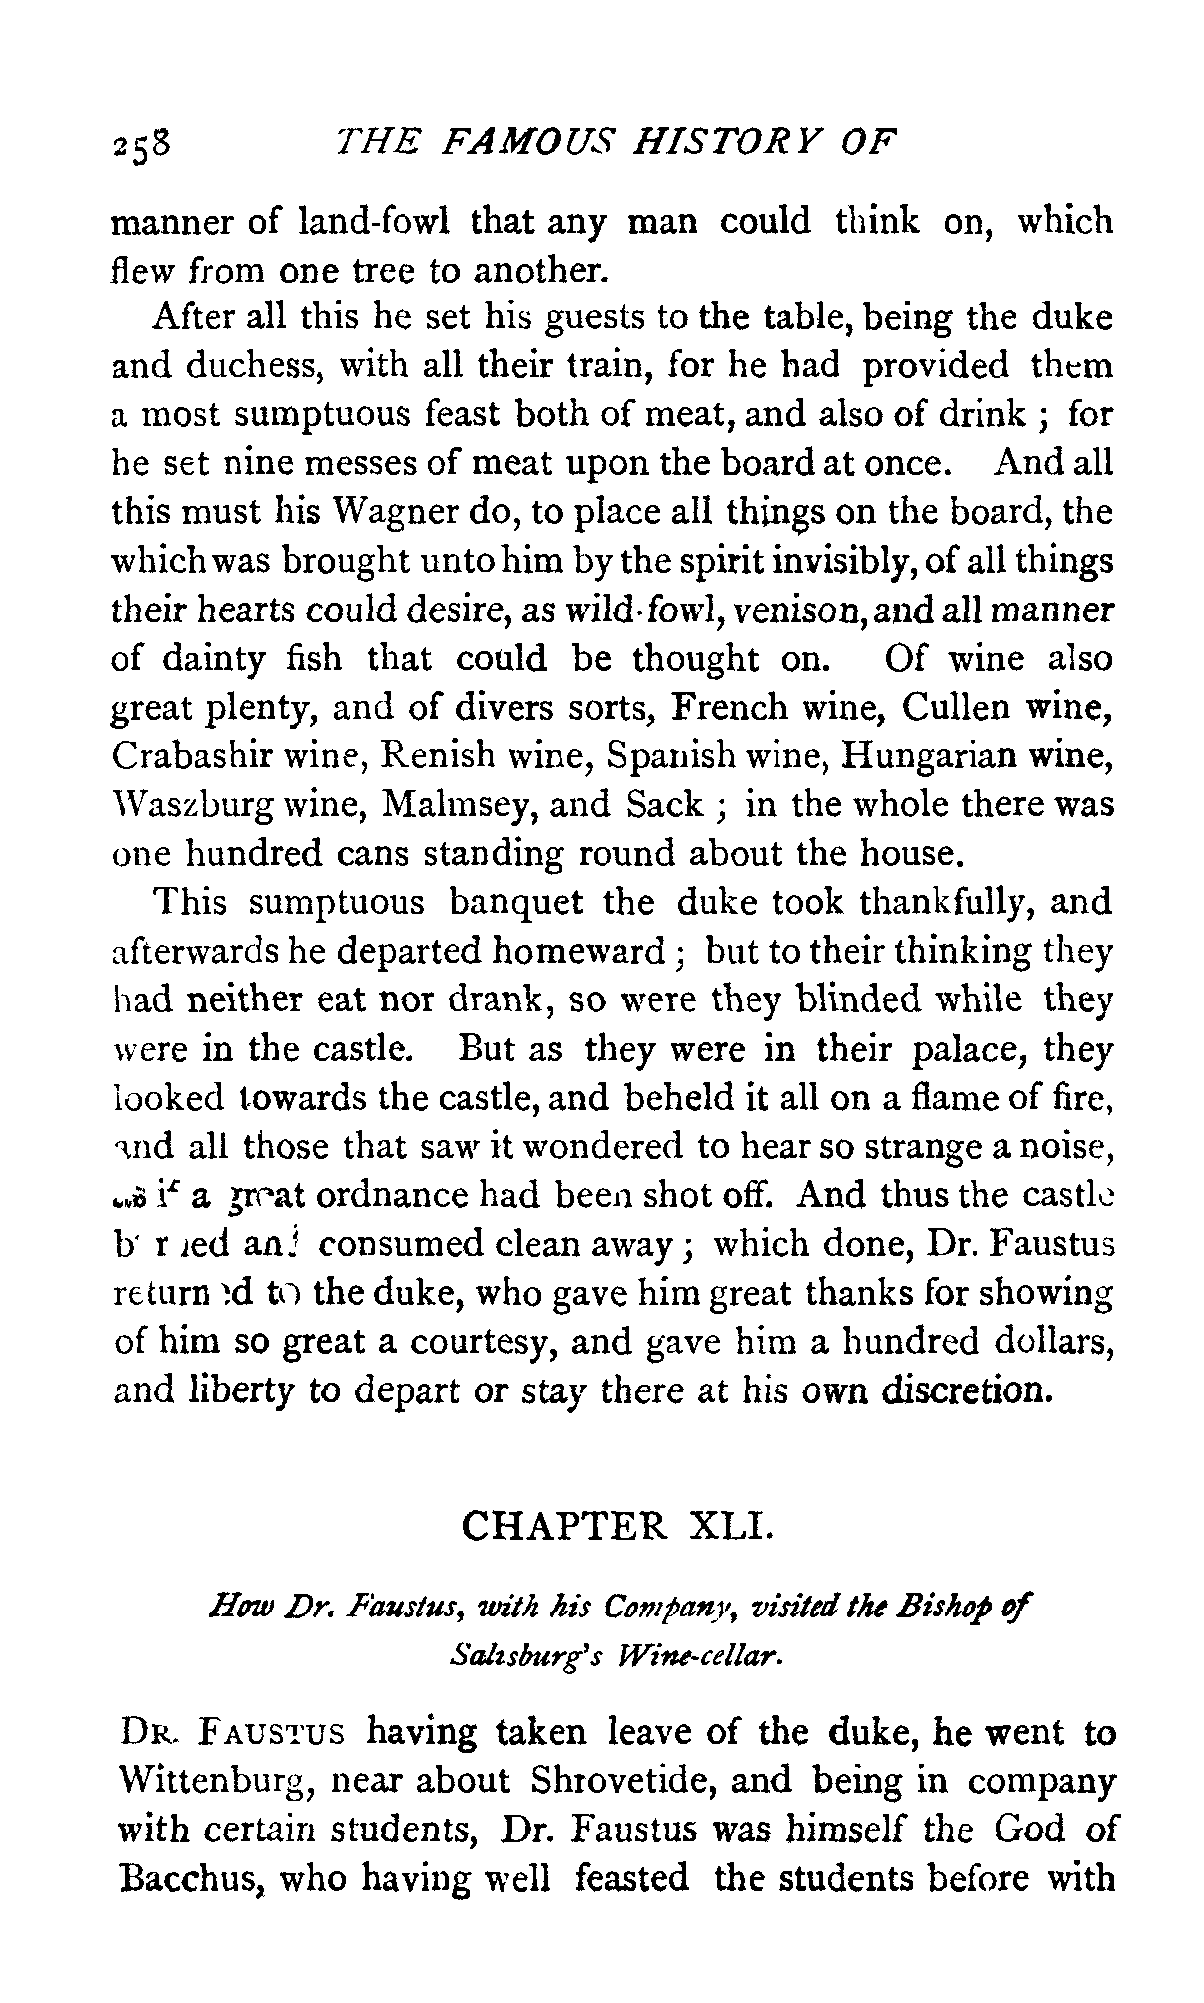 258 THE FAMOUS HISTORY OF
manner of land-fowl that any man could think on, which
flew from one tree to another.
After all this he set his guests to the table, being the duke
and duchess, with all their train, for he had provided them
a most sumptuous feast both of meat, and also of drink ; for
he set nine messes of meat upon the board at once. And all
this must his Wagner do, to place all things on the board, the
which was brought unto him by the spirit invisibly, of all things
their hearts could desire, as wild-fowl, venison, and all manner
of dainty fish that could be thought on. Of wine also
great plenty, and of divers sorts, French wine, Cullen wine,
Crabashir wine, Renish wine, Spanish wine, Hungarian wine,
Waszburg wine, Malmsey, and Sack ; in the whole there was
one hundred cans standing round about the house.
This sumptuous banquet the duke took thankfully, and
afterwards he departed homeward ; but to their thinking they
had neither eat nor drank, so were they blinded while they
were in the castle. But as they were in their palace, they
looked towards the castle, and beheld it all on a flame of fire,
and all those that saw it wondered to hear so strange a noise,
as if a great ordnance had been shot off. And thus the castle
burned and consumed clean away ; which done, Dr. Faustus
returned to the duke, who gave him great thanks for showing
of him so great a courtesy, and gave him a hundred dollars,
and liberty to depart or stay there at his own discretion.
CHAPTER XLI.
How Dr. Faustus, with his Company, visited the Bishop of
Salisburg's Wine-cellar.
DR. FAUSTUS having taken leave of the duke, he went to
Wittenburg, near about Shrovetide, and being in company
with certain students, Dr. Faustus was himself the God of
Bacchus, who having well feasted the students before with